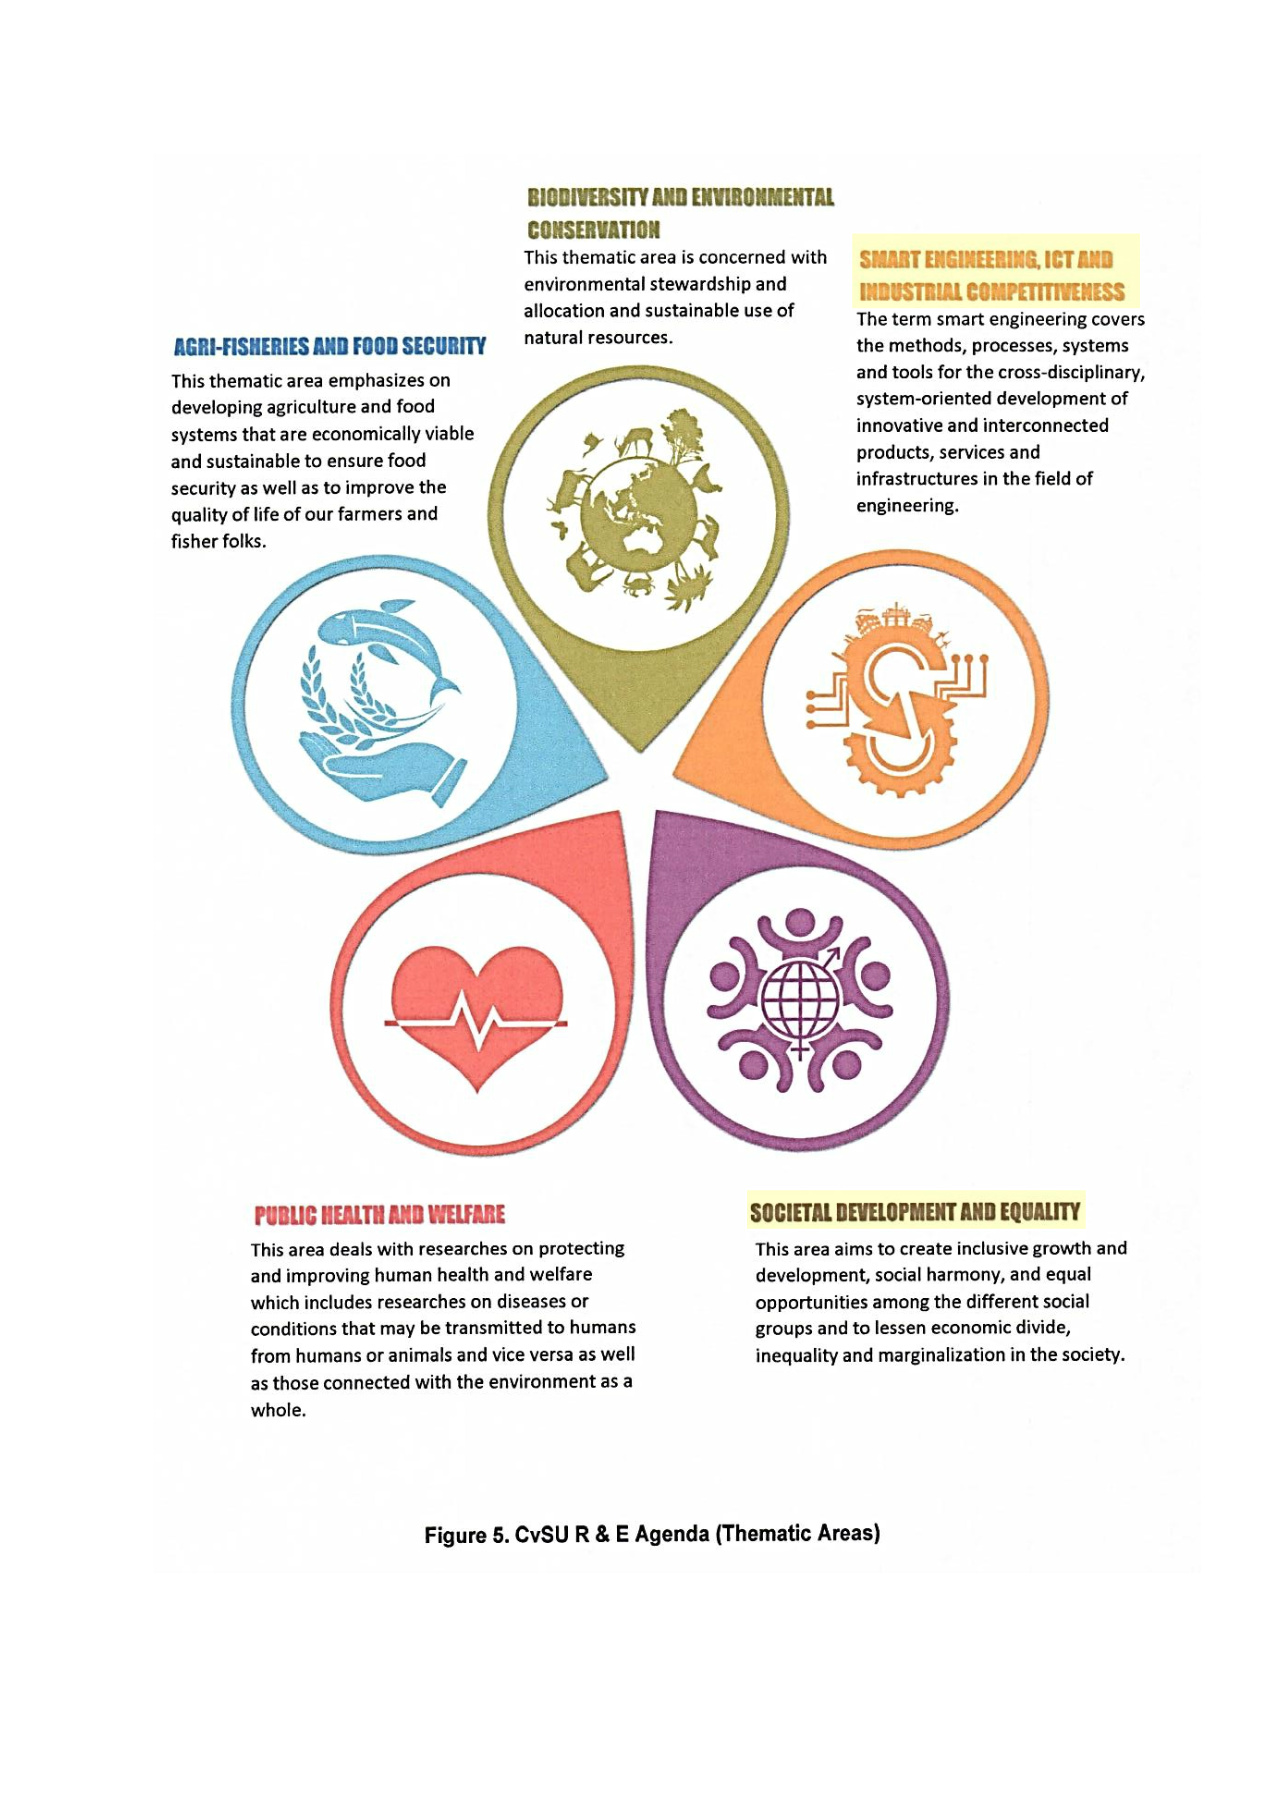 BIODIVERSITY AND ENVIRONMENTAL
CONSERVATION
This thematic area is concerned with
environmental stewardship and
allocation and sustainable use of
natural resources.
SMART ENGINEERING, ICT AND
INDUSTRIAL COMPETITIVENESS
The term smart engineering covers
the methods, processes, systems
and tools for the cross-disciplinary,
system-oriented development of
innovative and interconnected
products, services and
infrastructures in the field of
engineering.
AGRI-FISHERIES AND FOOD SECURITY
This thematic area emphasizes on
developing agriculture and food
systems that are economically viable
and sustainable to ensure food
security as well as to improve the
quality of life of our farmers and
fisher folks.
PUBLIC HEALTH AND WELFARE
This area deals with researches on protecting
and improving human health and welfare
which includes researches on diseases or
conditions that may be transmitted to humans
from humans or animals and vice versa as well
as those connected with the environment as a
whole.
SOCIETAL DEVELOPMENT AND EQUALITY
This area aims to create inclusive growth and
development, social harmony, and equal
opportunities among the different social
groups and to lessen economic divide,
inequality and marginalization in the society.
Figure 5. CvSU R & E Agenda (Thematic Areas)